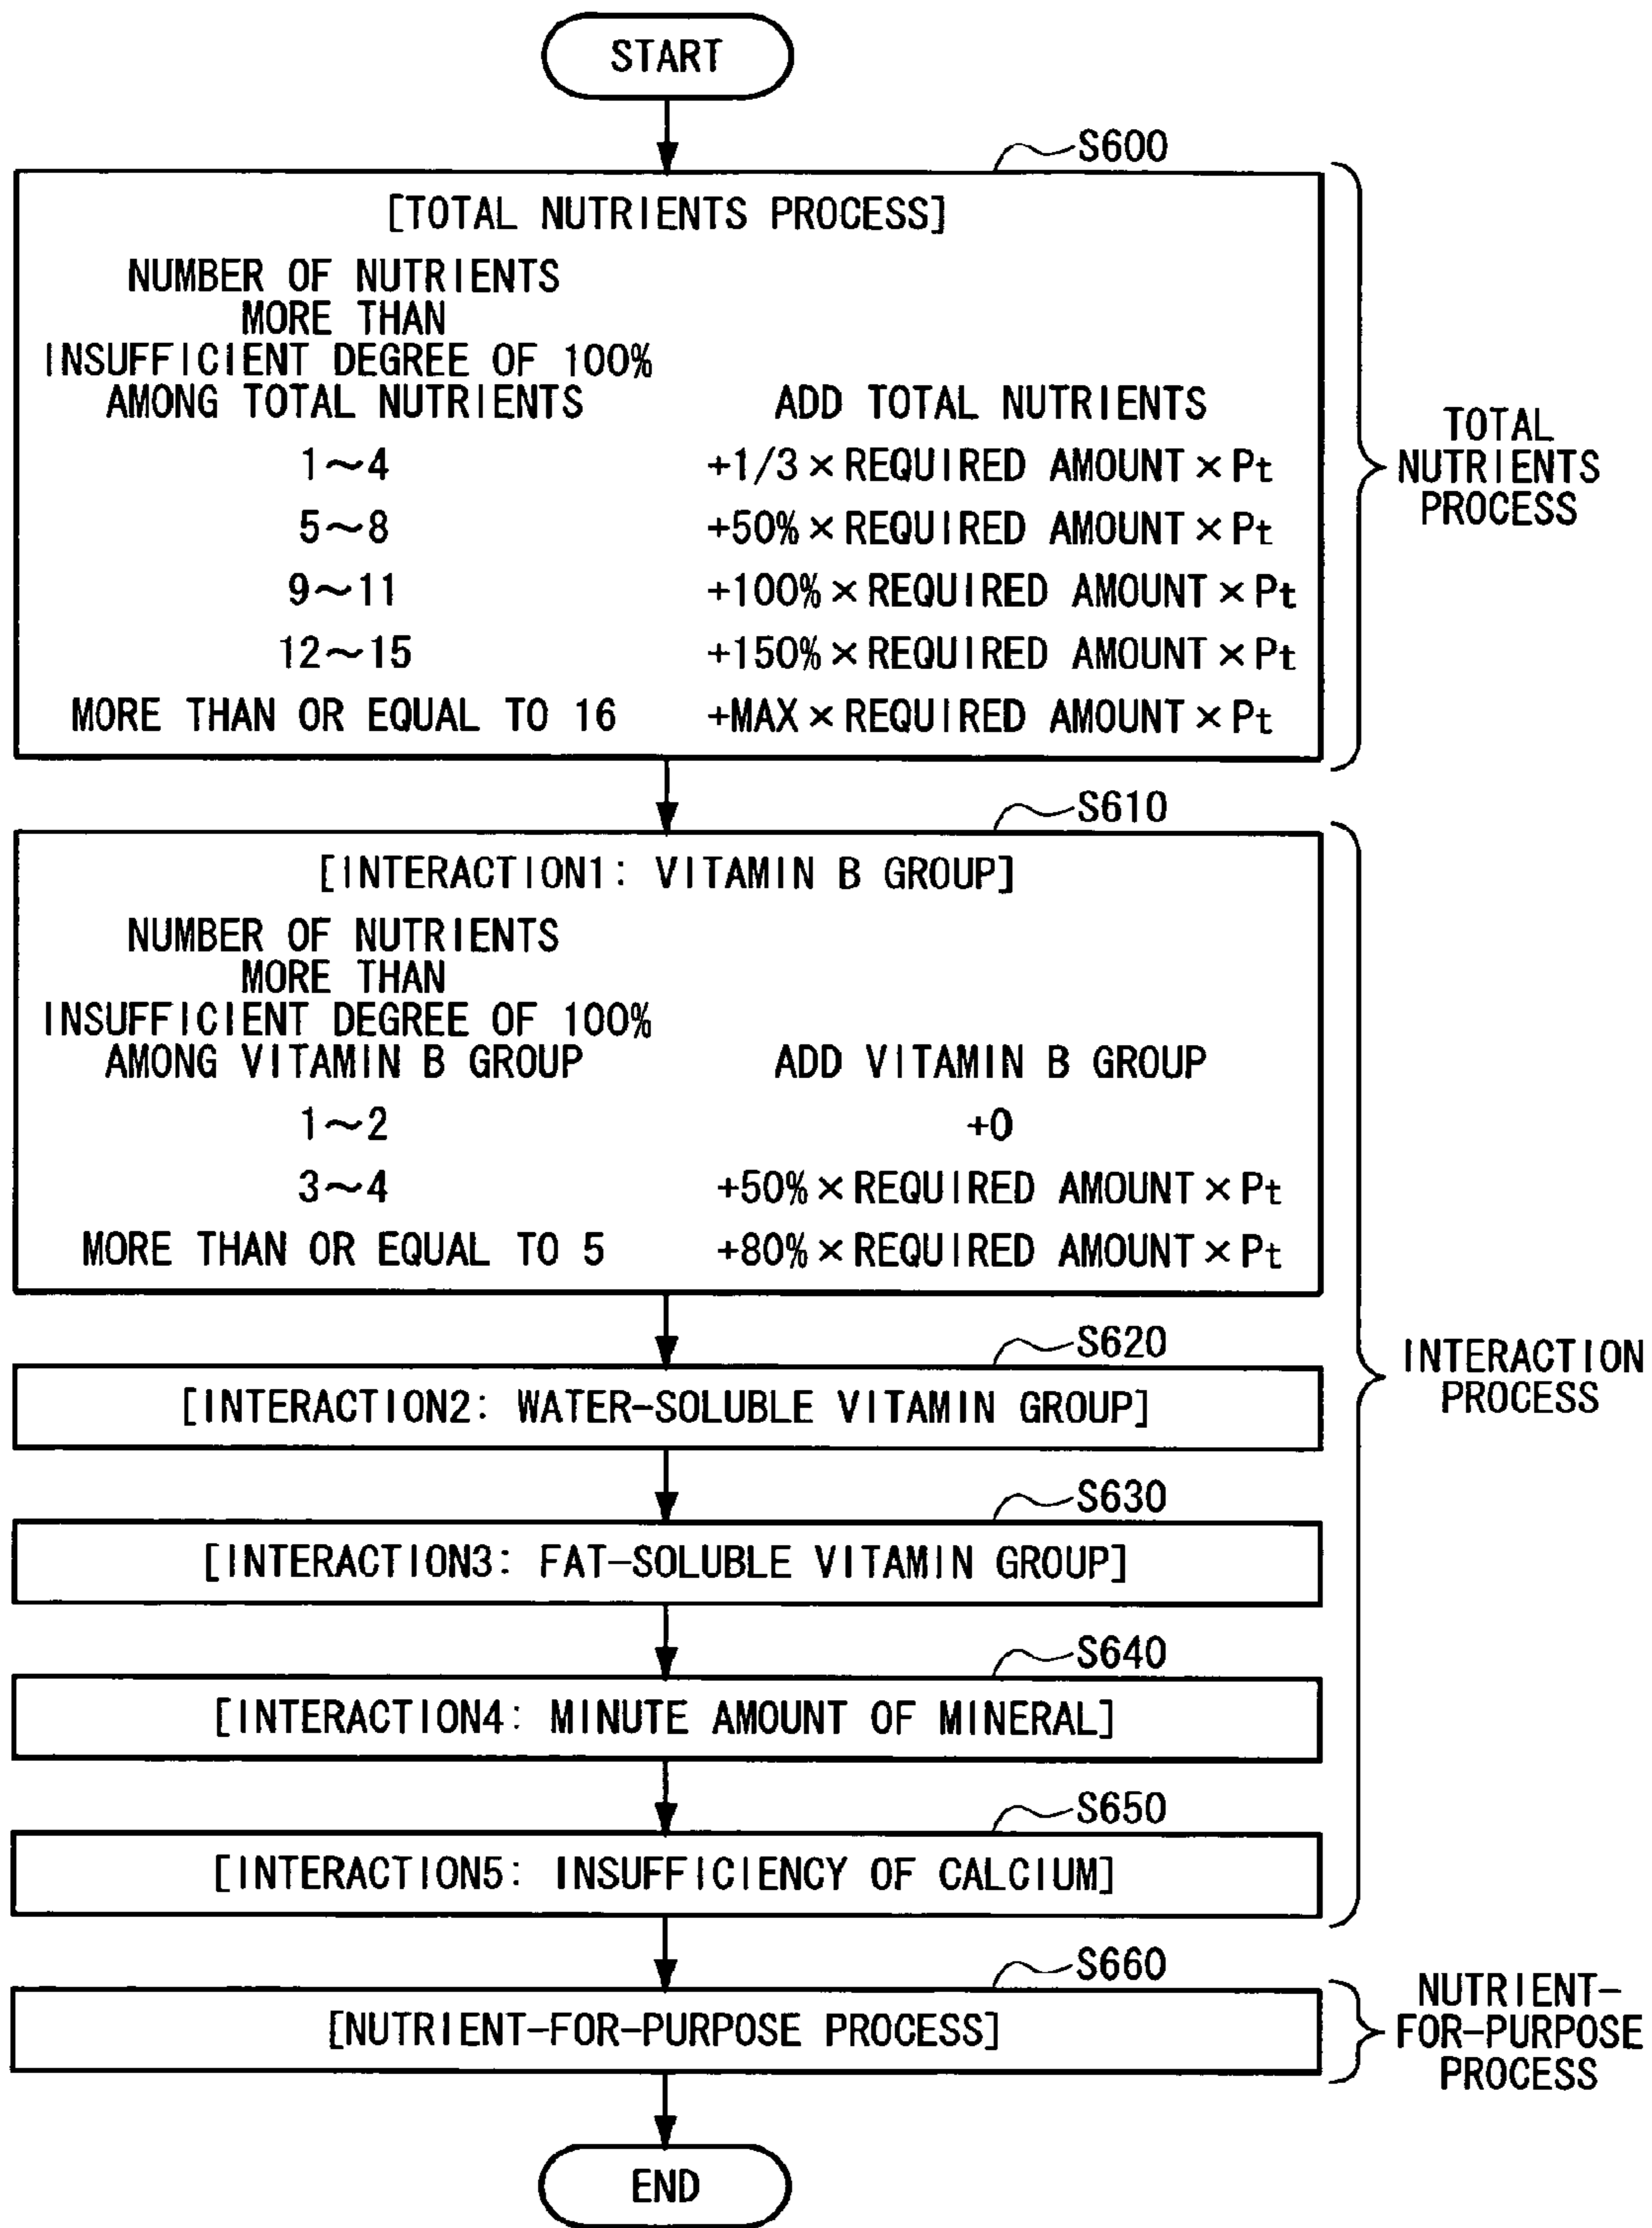 START
S600
[TOTAL NUTRIENTS PROCESS]
NUMBER OF NUTRIENTS
MORE THAN
INSUFFICIENT DEGREE OF 100%
AMONG TOTAL NUTRIENTS ADD TOTAL NUTRIENTS
1~4 +1/3×REQUIRED AMOUNT×Pt
5~8 +50%×REQUIRED AMOUNT×Pt
9~11 +100%×REQUIRED AMOUNT×Pt
12~15 +150%×REQUIRED AMOUNT×Pt
MORE THAN OR EQUAL TO 16 +MAX×REQUIRED AMOUNT×Pt
TOTAL
NUTRIENTS
PROCESS
S610
[INTERACTION1: VITAMIN B GROUP]
NUMBER OF NUTRIENTS
MORE THAN
INSUFFICIENT DEGREE OF 100%
AMONG VITAMIN B GROUP ADD VITAMIN B GROUP
1~2 +0
3~4 +50%×REQUIRED AMOUNT×Pt
MORE THAN OR EQUAL TO 5 +80%×REQUIRED AMOUNT×Pt
S620
[INTERACTION2: WATER-SOLUBLE VITAMIN GROUP]
INTERACTION
PROCESS
S630
[INTERACTION3: FAT-SOLUBLE VITAMIN GROUP]
S640
[INTERACTION4: MINUTE AMOUNT OF MINERAL]
S650
[INTERACTION5: INSUFFICIENCY OF CALCIUM]
S660
[NUTRIENT-FOR-PURPOSE PROCESS]
NUTRIENT-
FOR-PURPOSE
PROCESS
END